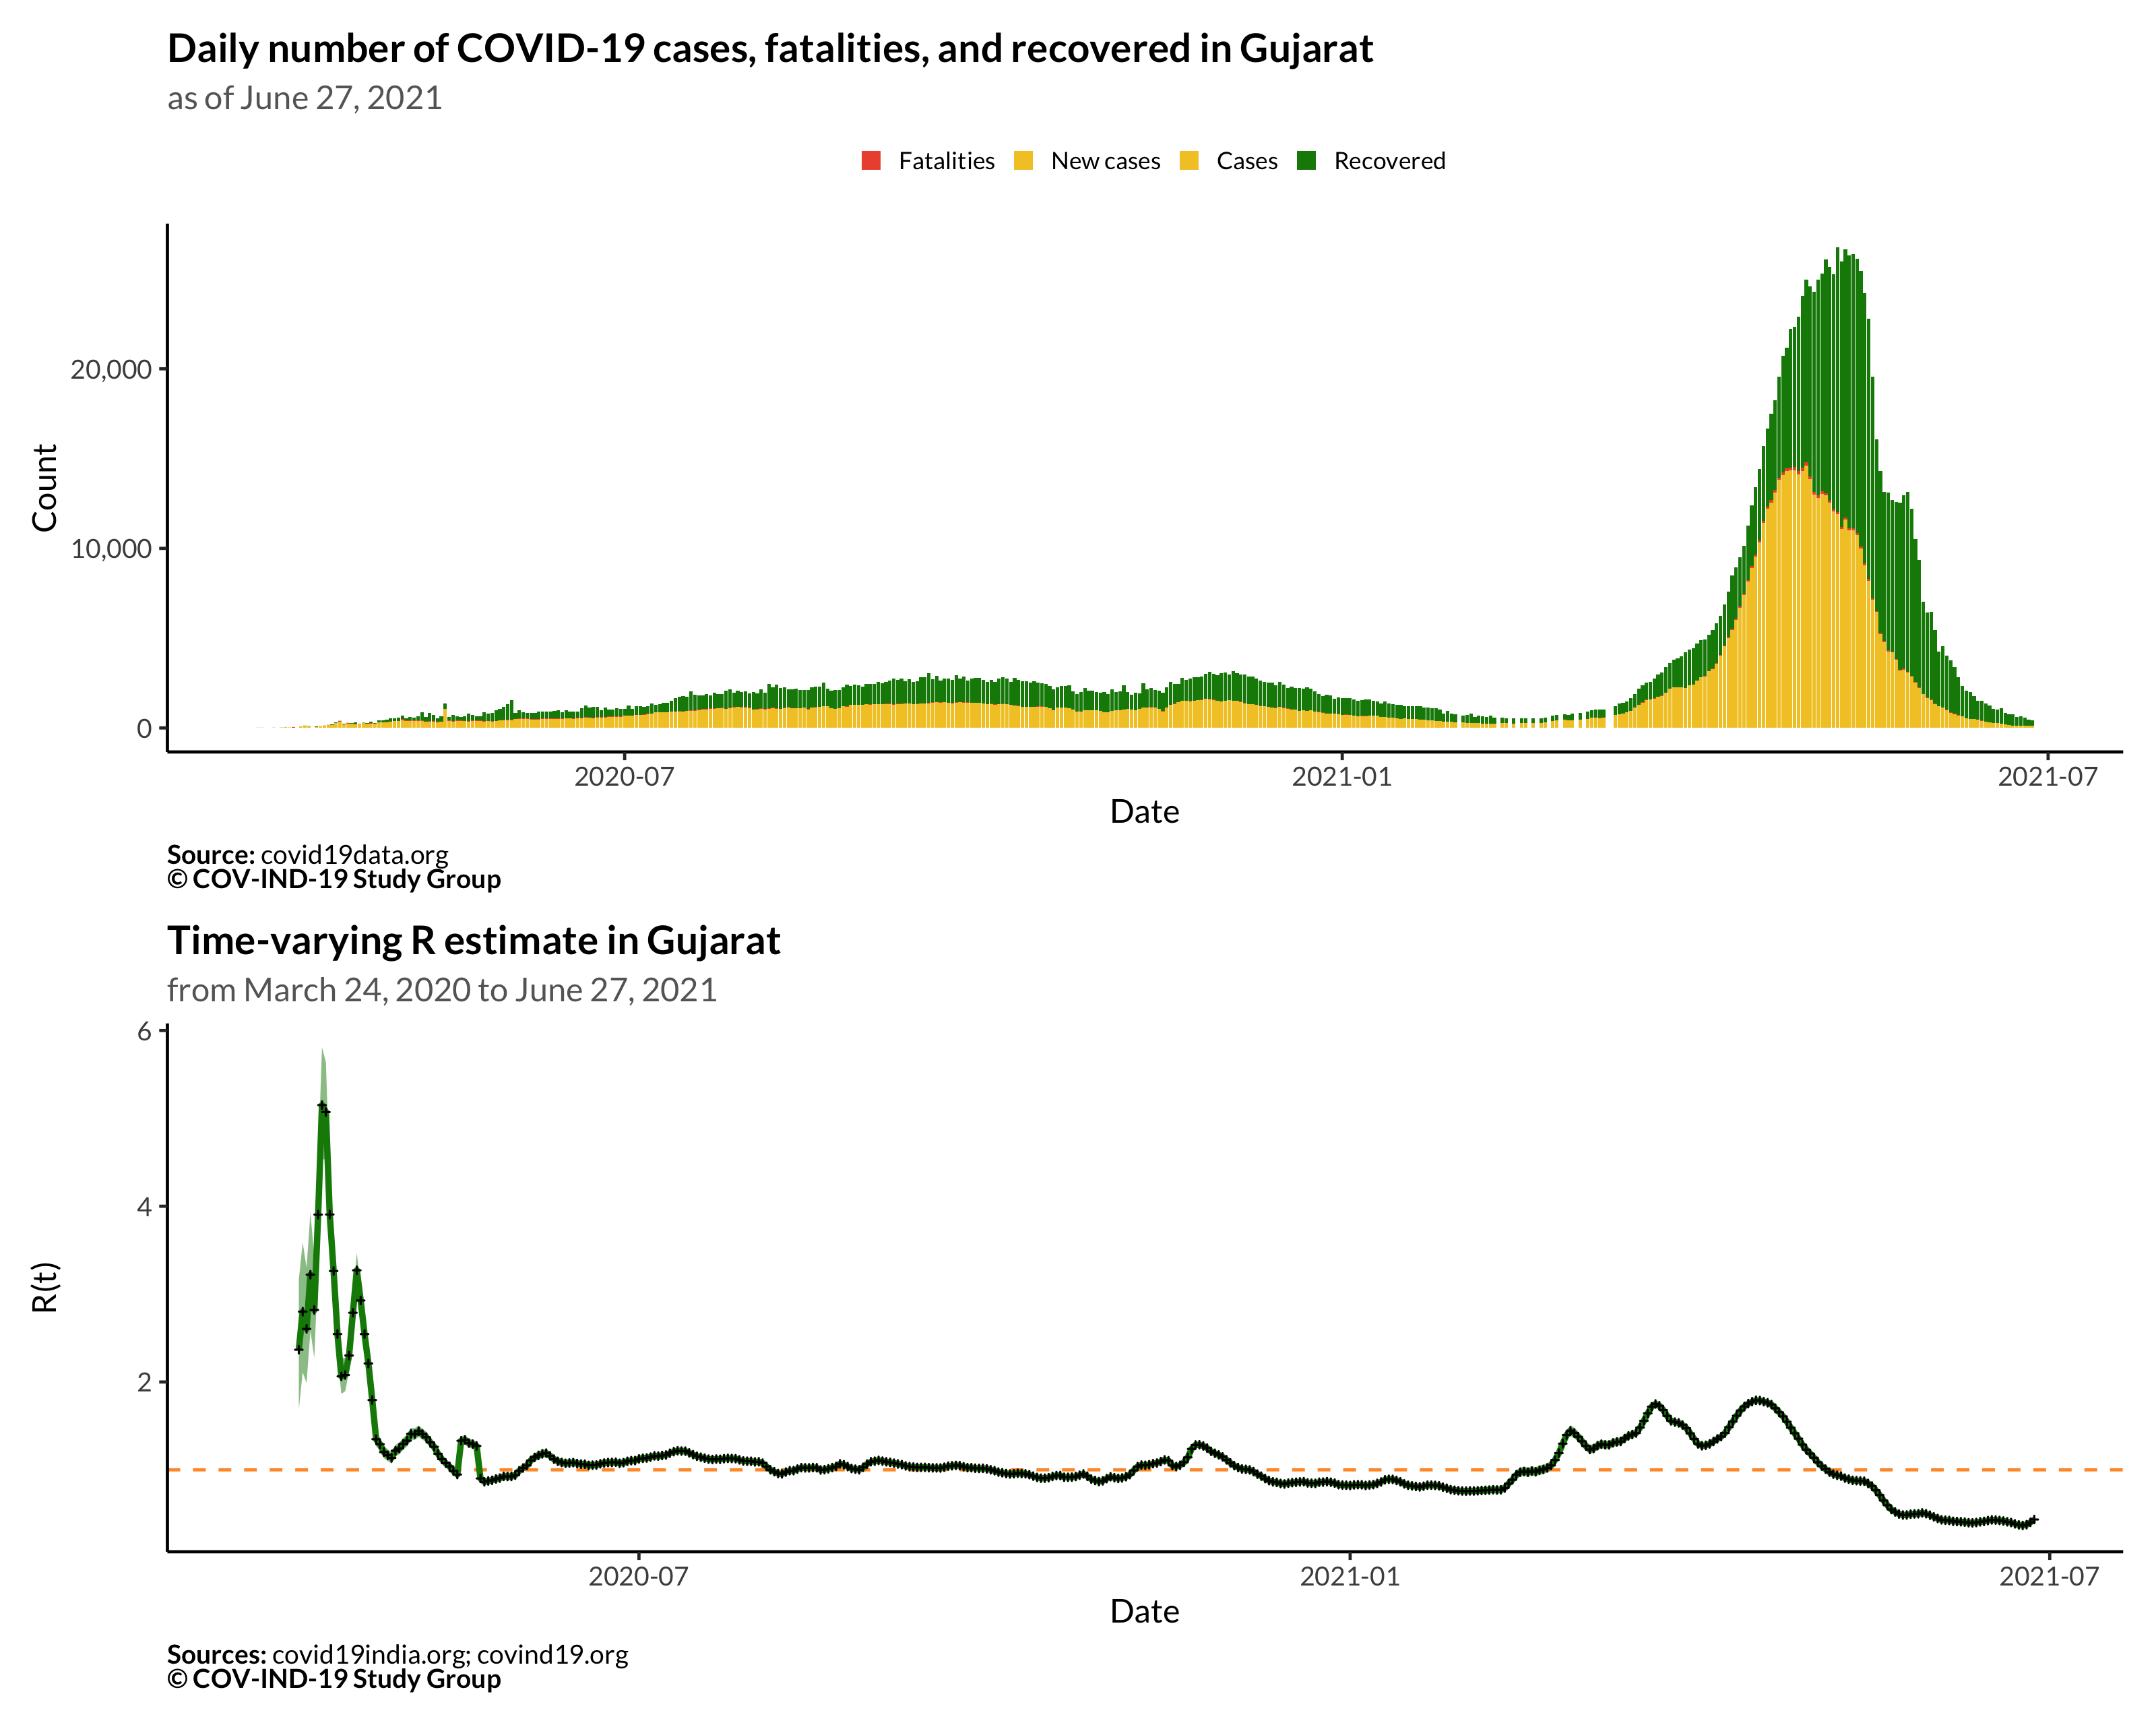 Daily number of COVID-19 cases, fatalities, and recovered in Gujarat
as of June 27, 2021
Fatalities New cases Cases Recovered
20,000
10,000
0
Count
2020-07 2021-01 2021-07
Date
Source: covid19data.org
© COV-IND-19 Study Group
Time-varying R estimate in Gujarat
from March 24, 2020 to June 27, 2021
6
4
2
R(t)
2020-07 2021-01 2021-07
Date
Sources: covid19india.org; covind19.org
© COV-IND-19 Study Group